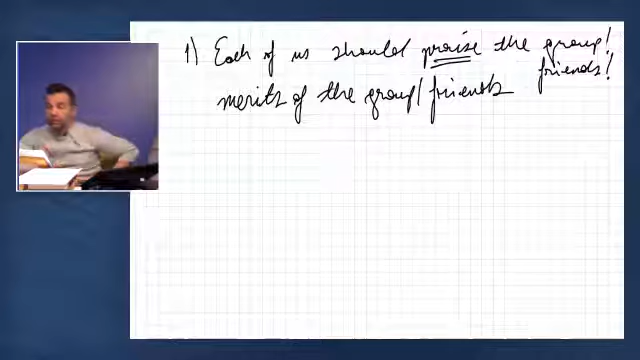 1) Each of us should praise the group!
friends!
merits of the group/friends